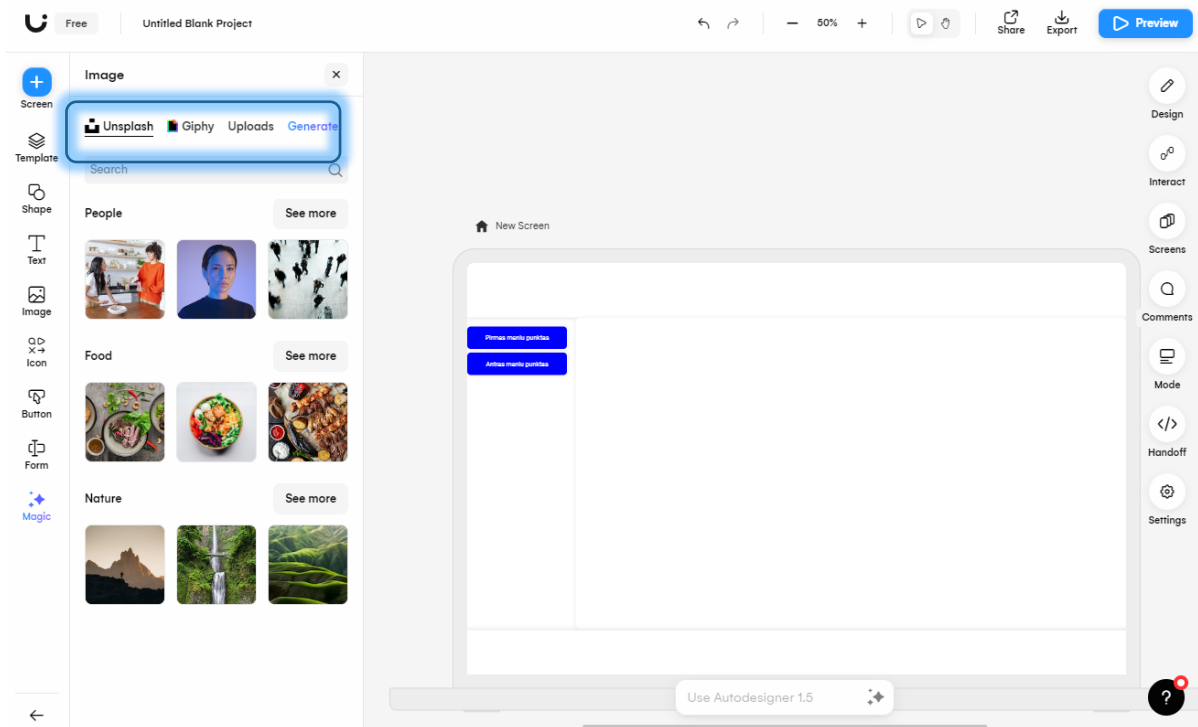 Free
Untitled Blank Project
50%
Share
Export
Preview
Screen
Template
Shape
Text
Image
Icon
Button
Form
Magic
Image
Unsplash Giphy Uploads Generate
Search
People See more
Food See more
Nature See more
New Screen
Pirmas meniu punktas
Antras meniu punktas
Use Autodesigner 1.5
Design
Interact
Screens
Comments
Mode
Handoff
Settings
?